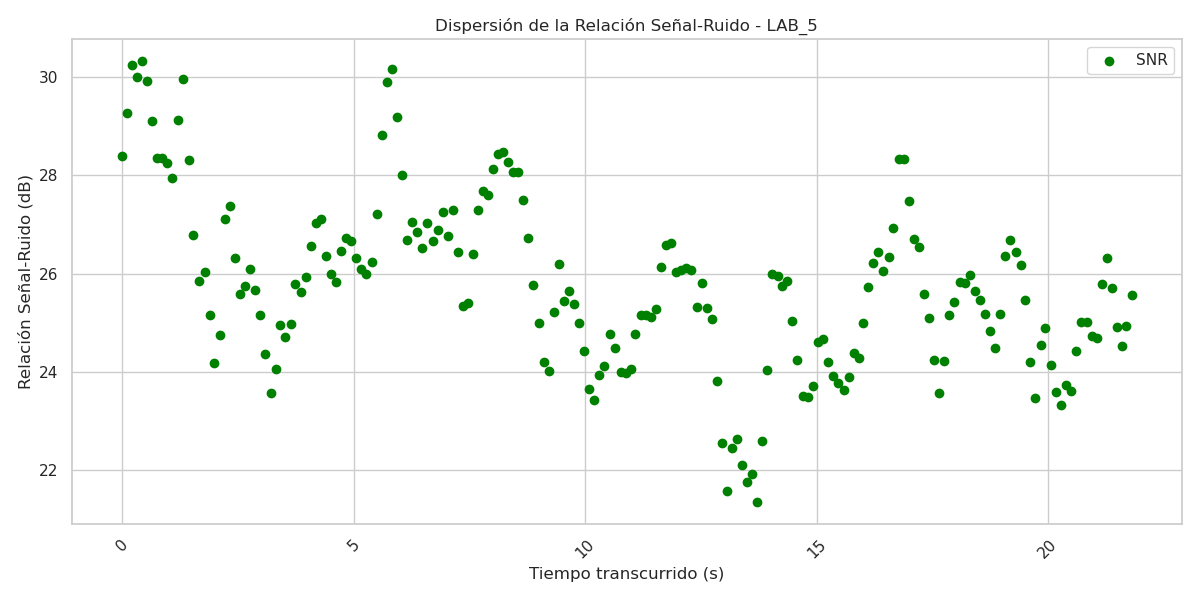 Dispersión de la Relación Señal-Ruido - LAB_5
SNR
Relación Señal-Ruido (dB)
30
28
26
24
22
0
5
10
15
20
Tiempo transcurrido (s)